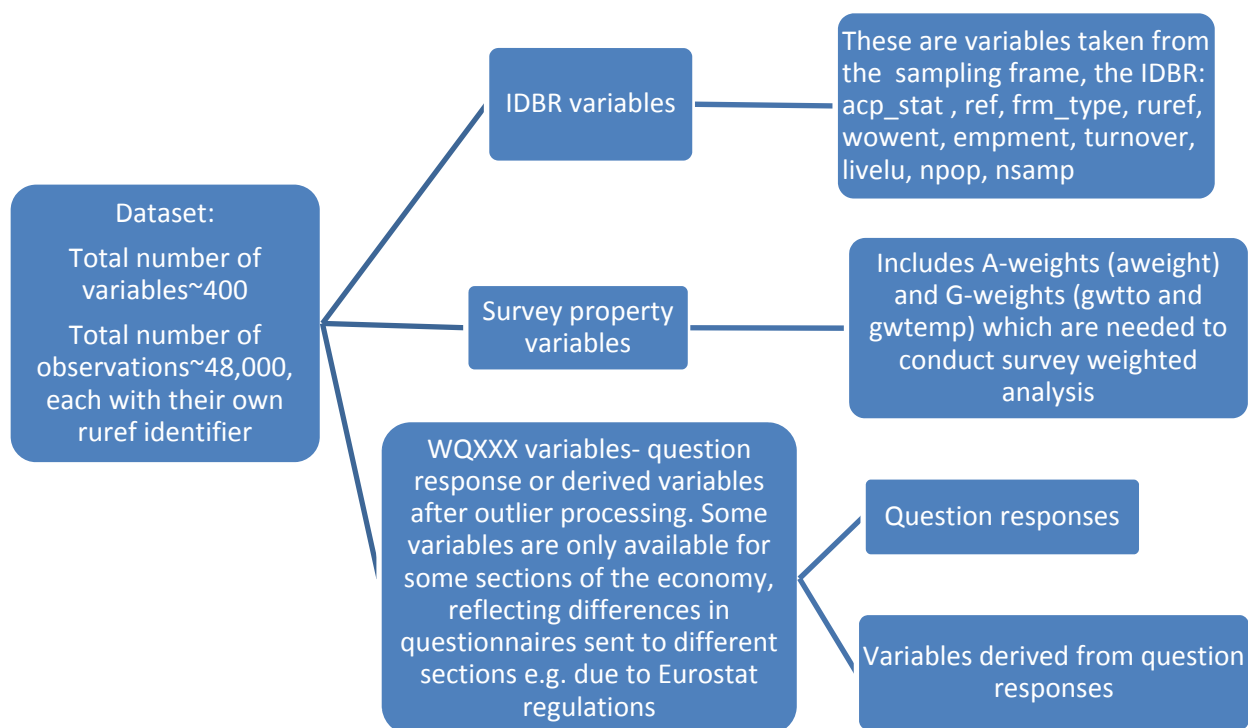 Dataset:
Total number of
variables~400
Total number of
observations~48,000,
each with their own
ruref identifier
IDBR variables
These are variables taken from
the sampling frame, the IDBR:
acp_stat , ref, frm_type, ruref,
wowent, empment, turnover,
livelu, npop, nsamp
Survey property
variables
Includes A-weights (aweight)
and G-weights (gwtto and
gwtemp) which are needed to
conduct survey weighted
analysis
WQXXX variables- question
response or derived variables
after outlier processing. Some
variables are only available for
some sections of the economy,
reflecting differences in
questionnaires sent to different
sections e.g. due to Eurostat
regulations
Question responses
Variables derived from question
responses